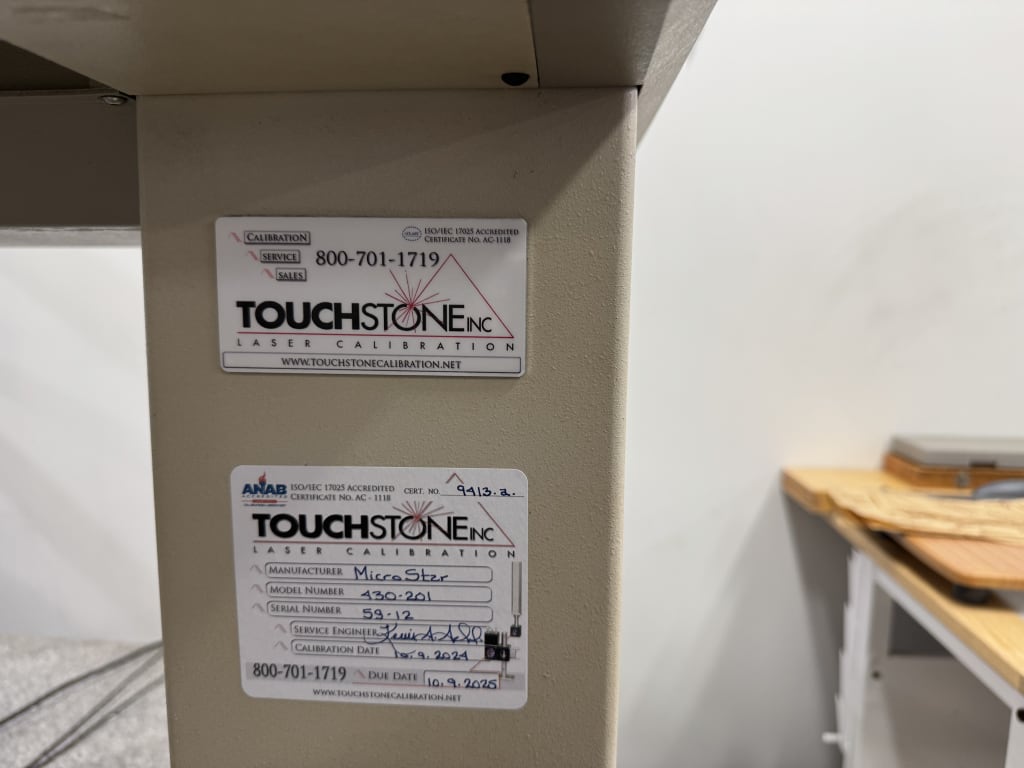 CALIBRATION
SERVICE
SALES
800-701-1719
ISO/IEC 17025 ACCREDITED
CERTIFICATE NO. AC-1118
TOUCHSTONE INC
LASER CALIBRATION
WWW.TOUCHSTONECALIBRATION.NET
ANAB
ACCREDITED
ISO/IEC 17025 ACCREDITED
CERTIFICATE NO. AC - 1118
CERT. NO. 9413.2.
TOUCHSTONE INC
LASER CALIBRATION
MANUFACTURER MicroStar
MODEL NUMBER 430-201
SERIAL NUMBER 59-12
SERVICE ENGINEER
CALIBRATION DATE 10.9.2024
800-701-1719 DUE DATE 10.9.2025
WWW.TOUCHSTONECALIBRATION.NET